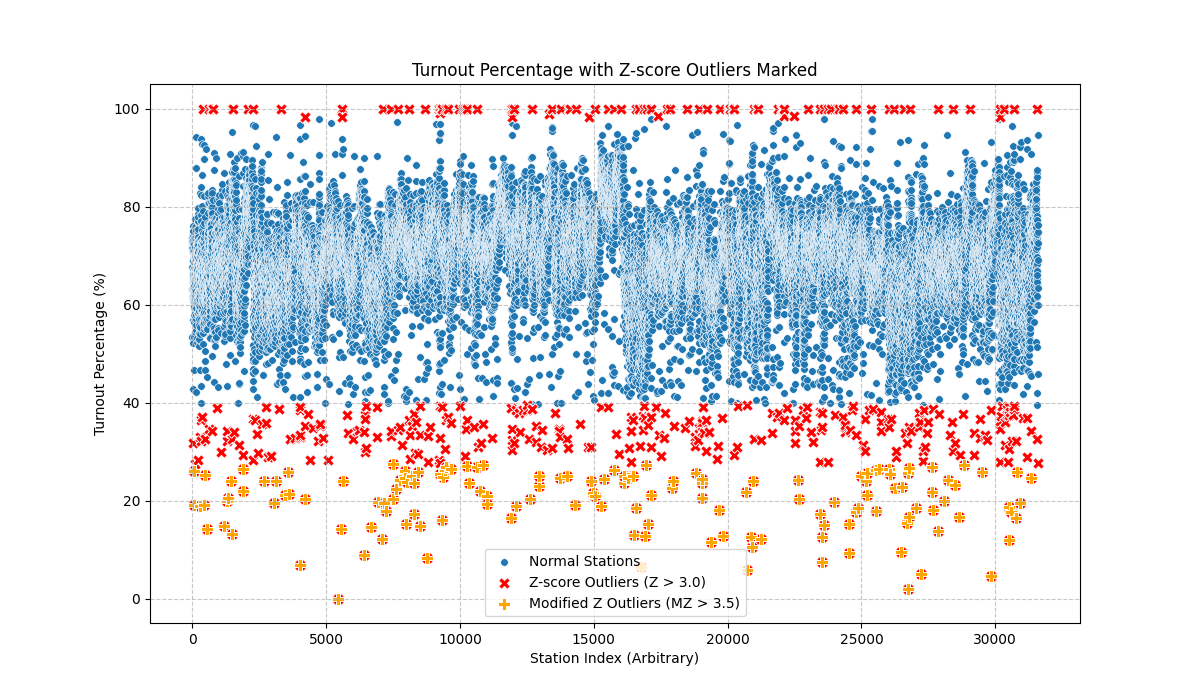 Turnout Percentage with Z-score Outliers Marked
100
80
60
40
20
0
Turnout Percentage (%)
Normal Stations
Z-score Outliers (Z > 3.0)
Modified Z Outliers (MZ > 3.5)
0 5000 10000 15000 20000 25000 30000
Station Index (Arbitrary)